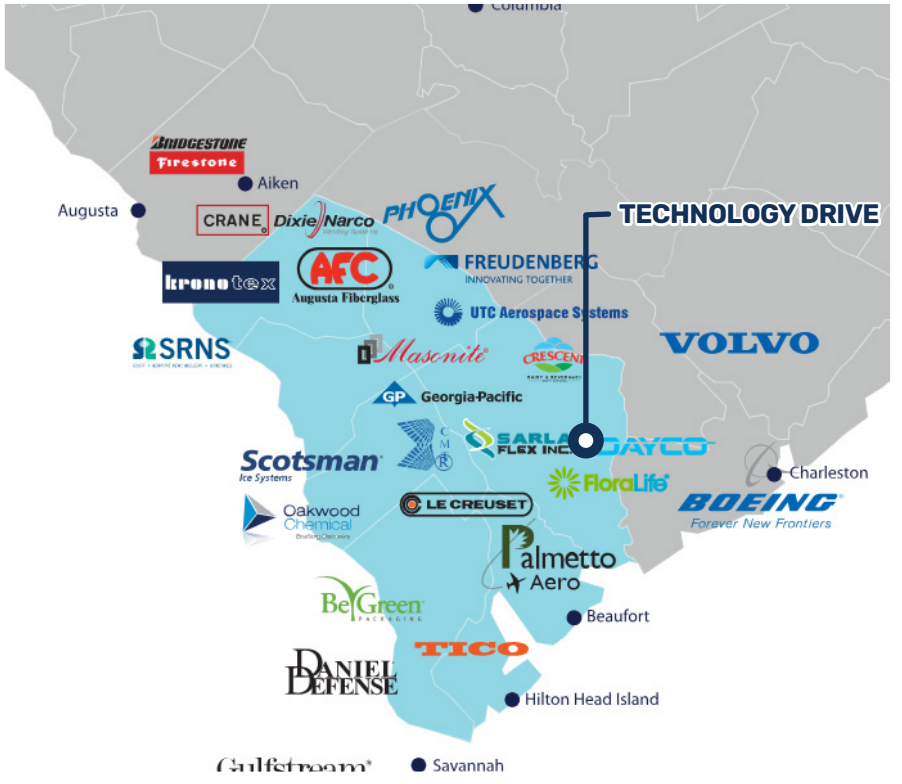 Columbia
BRIDGESTONE
Firestone
Aiken
Augusta
CRANE
Dixie Narco
PHOENIX
TECHNOLOGY DRIVE
FREUDENBERG
INNOVATING TOGETHER
kronotex
AFC
Augusta Fiberglass
UTC Aerospace Systems
SRNS
Masonite
CRESCENT
VOLVO
GP Georgia-Pacific
CMTR
SARLA
FLEX INC.
DAYCO
Scotsman
Ice Systems
FloraLife
Charleston
BOEING
Forever New Frontiers
LE CREUSET
Oakwood
Chemical
Palmetto
Aero
BeGreen
PACKAGING
Beaufort
TICO
DANIEL
DEFENSE
Hilton Head Island
Gulfstream
Savannah